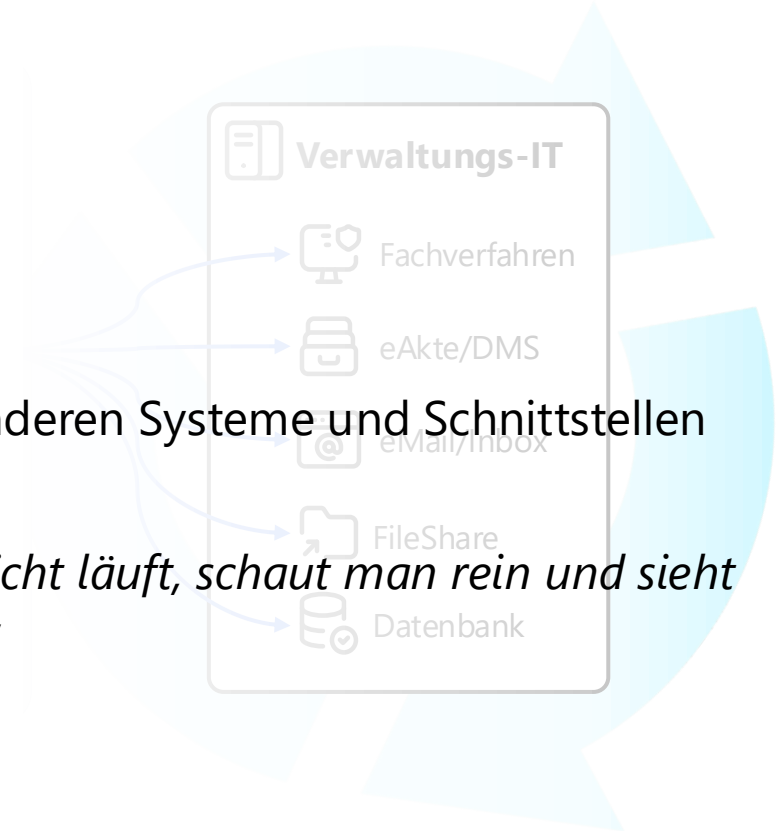 Verwaltungs-IT
Fachverfahren
eAkte/DMS
deren Systeme und Schnittstellen
eMail/Inbox
FileShare
icht läuft, schaut man rein und sieht
Datenbank